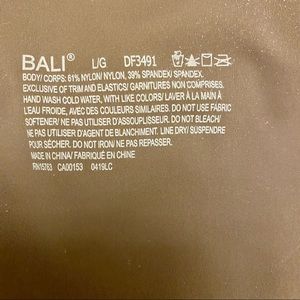 BALI® L/G DF3491
BODY/ CORPS: 61% NYLON/ NYLON, 39% SPANDEX/ SPANDEX.
EXCLUSIVE OF TRIM AND ELASTICS/ GARNITURES NON COMPRISES.
HAND WASH COLD WATER, WITH LIKE COLORS/ LAVER À LA MAIN À
L'EAU FROIDE, AVEC DES COLORIS SIMILAIRES. DO NOT USE FABRIC
SOFTENER/ NE PAS UTILISER D'ASSOUPLISSEUR. DO NOT BLEACH/
NE PAS UTILISER D'AGENT DE BLANCHIMENT. LINE DRY/ SUSPENDRE
POUR SÉCHER. DO NOT IRON/ NE PAS REPASSER.
MADE IN CHINA/ FABRIQUÉ EN CHINE
RN15763 CA00153 0419LC